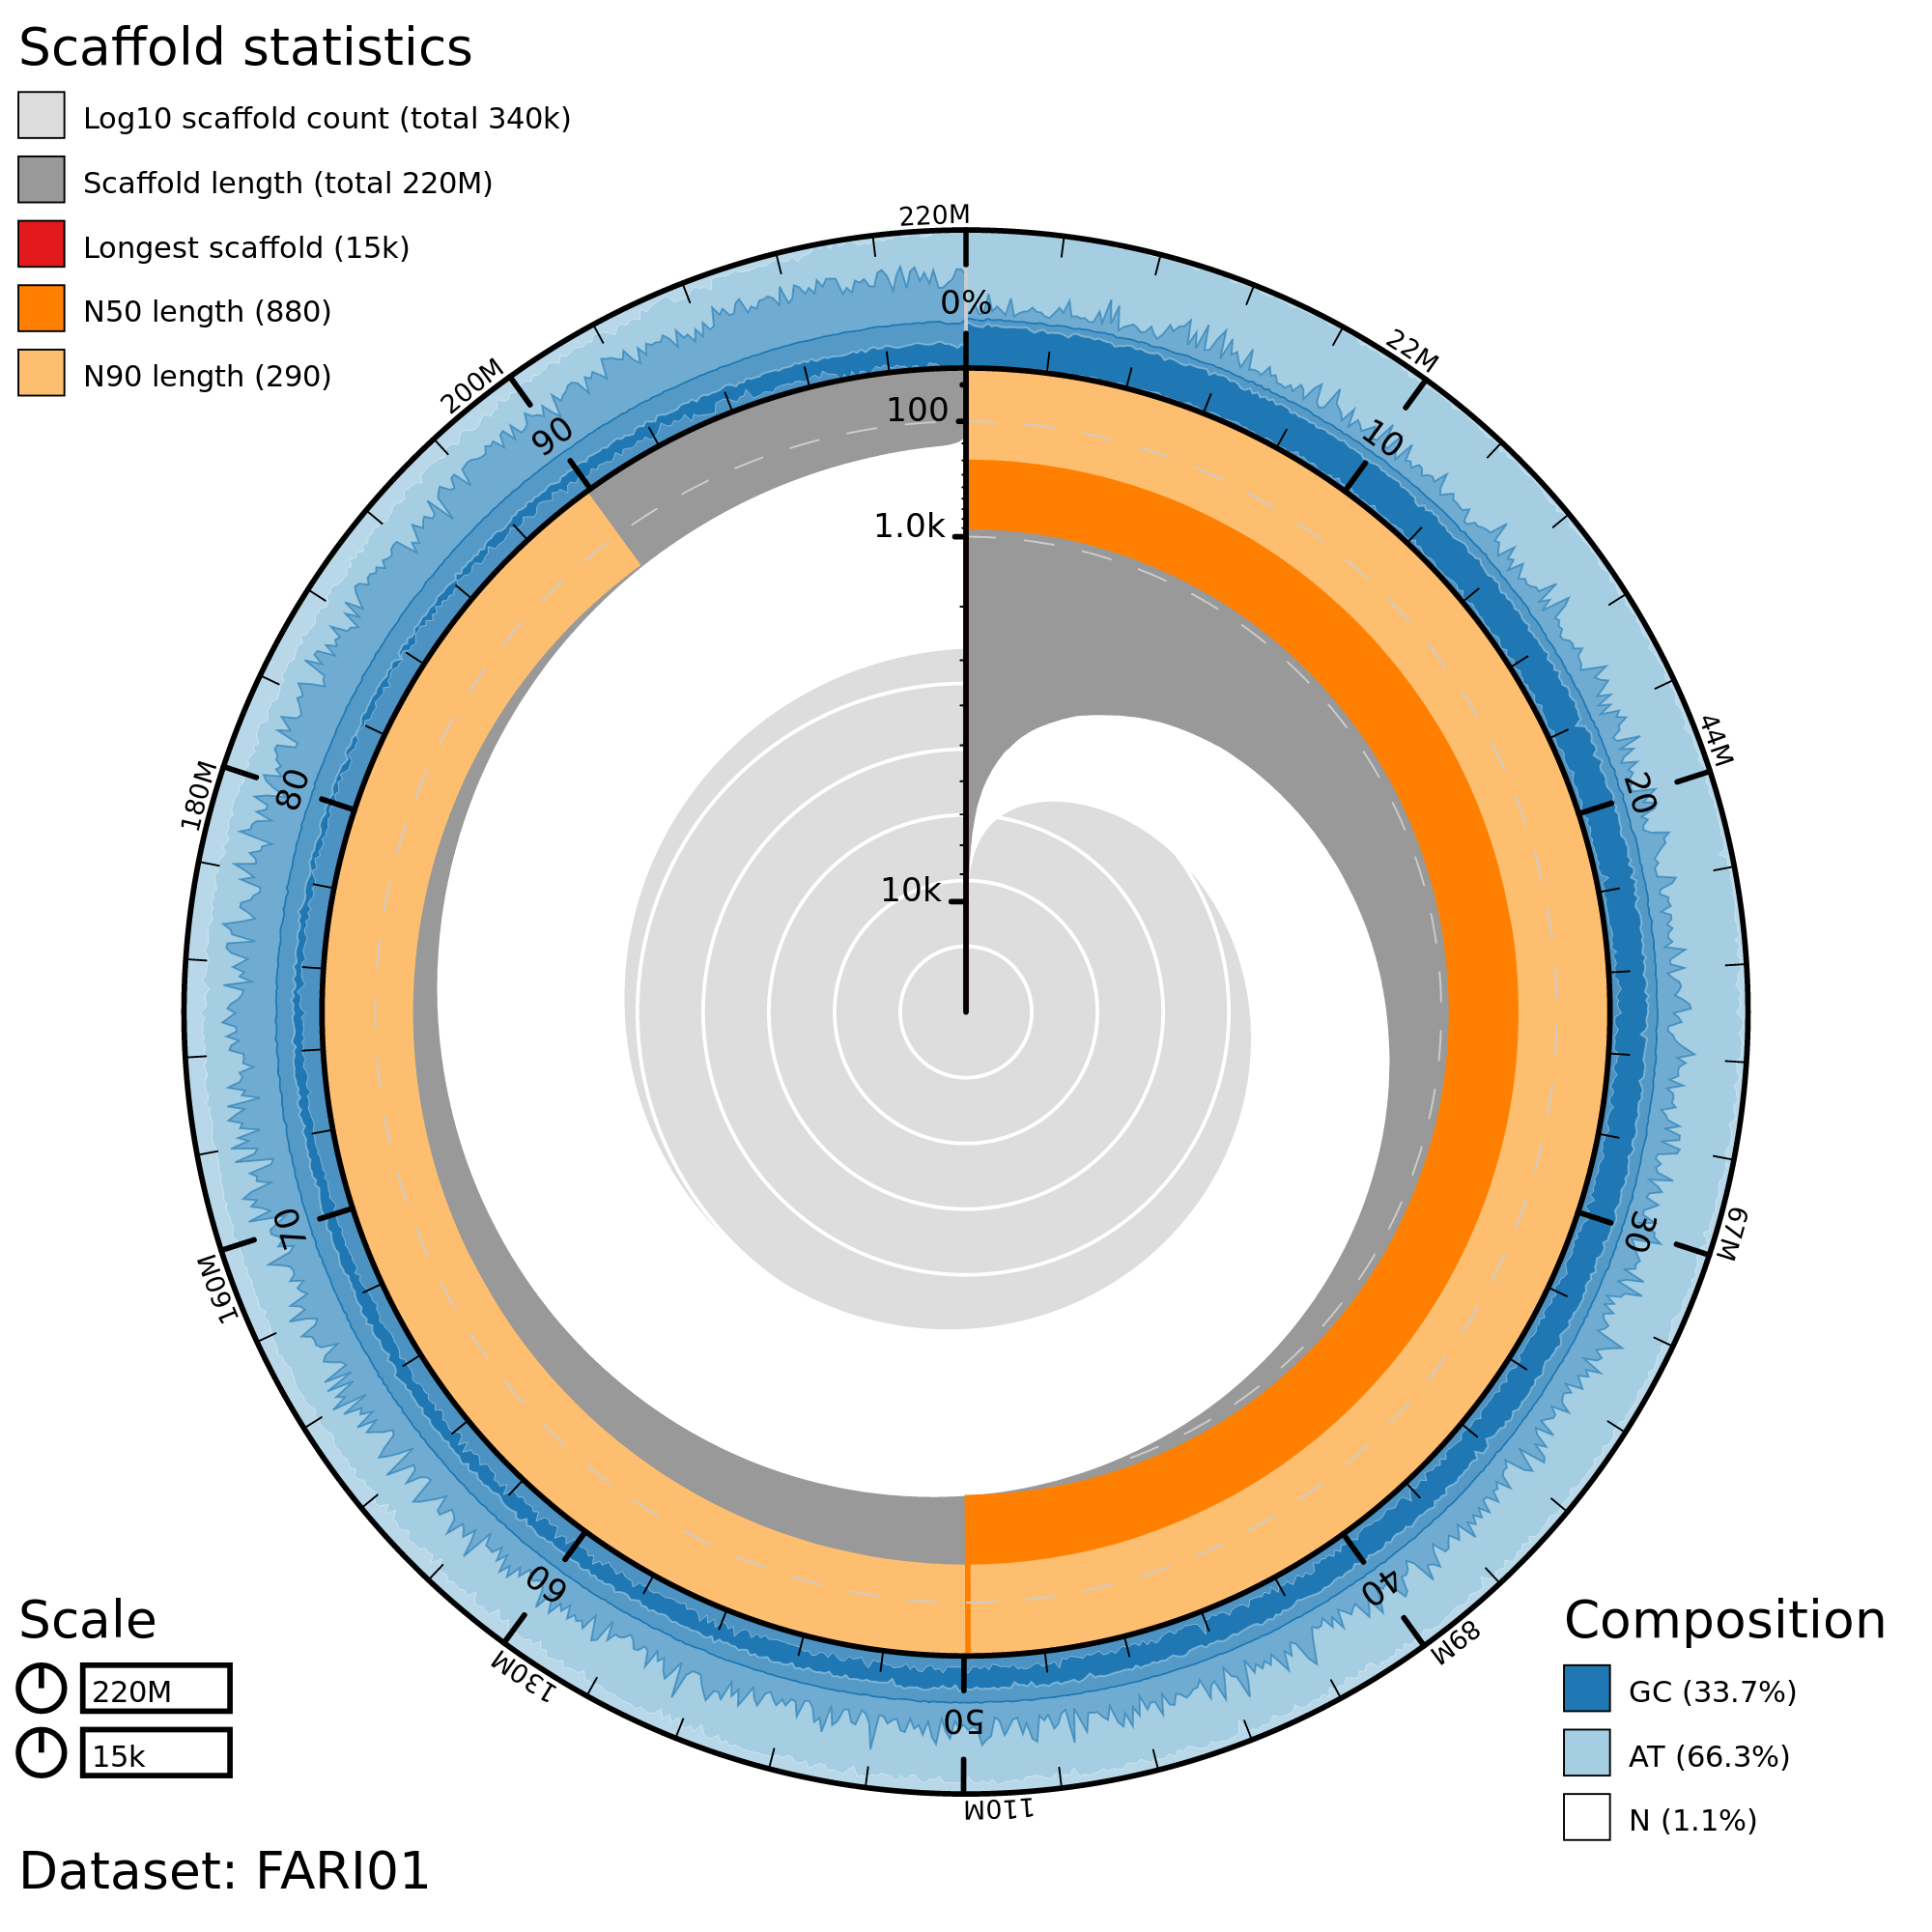 Scaffold statistics
Log10 scaffold count (total 340k)
Scaffold length (total 220M)
Longest scaffold (15k)
N50 length (880)
N90 length (290)
220M
22M
44M
67M
89M
110M
130M
160M
180M
200M
0%
10
20
30
40
50
60
70
80
90
100
1.0k
10k
Scale
220M
15k
Composition
GC (33.7%)
AT (66.3%)
N (1.1%)
Dataset: FARI01